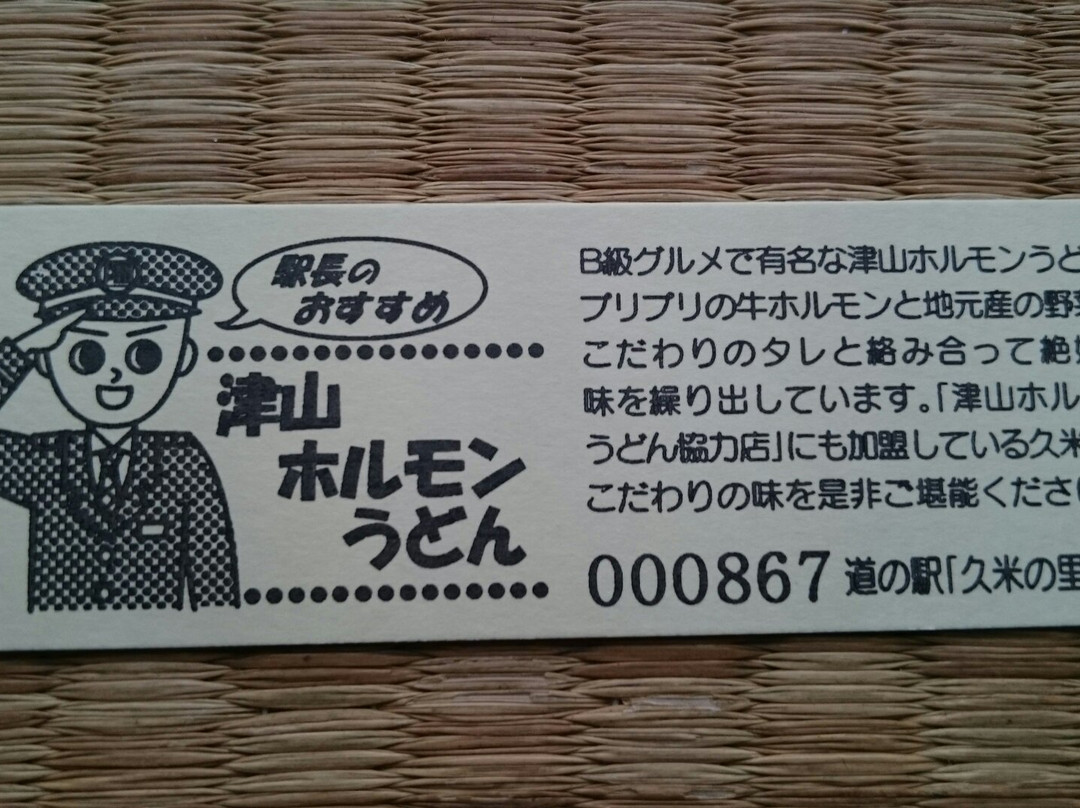 駅長の
おすすめ
津山
ホルモン
うどん
B級グルメで有名な津山ホルモンうど
プリプリの牛ホルモンと地元産の野菜
こだわりのタレと絡み合って絶妙
味を繰り出しています。「津山ホル
うどん協力店」にも加盟している久米
こだわりの味を是非ご堪能くださ
000867 道の駅「久米の里